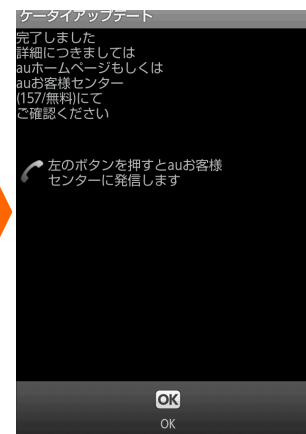 ケータイアップデート
完了しました
詳細につきましては
auホームページもしくは
auお客様センター
(157/無料)にて
ご確認ください
左のボタンを押すとauお客様
センターに発信します
OK
OK